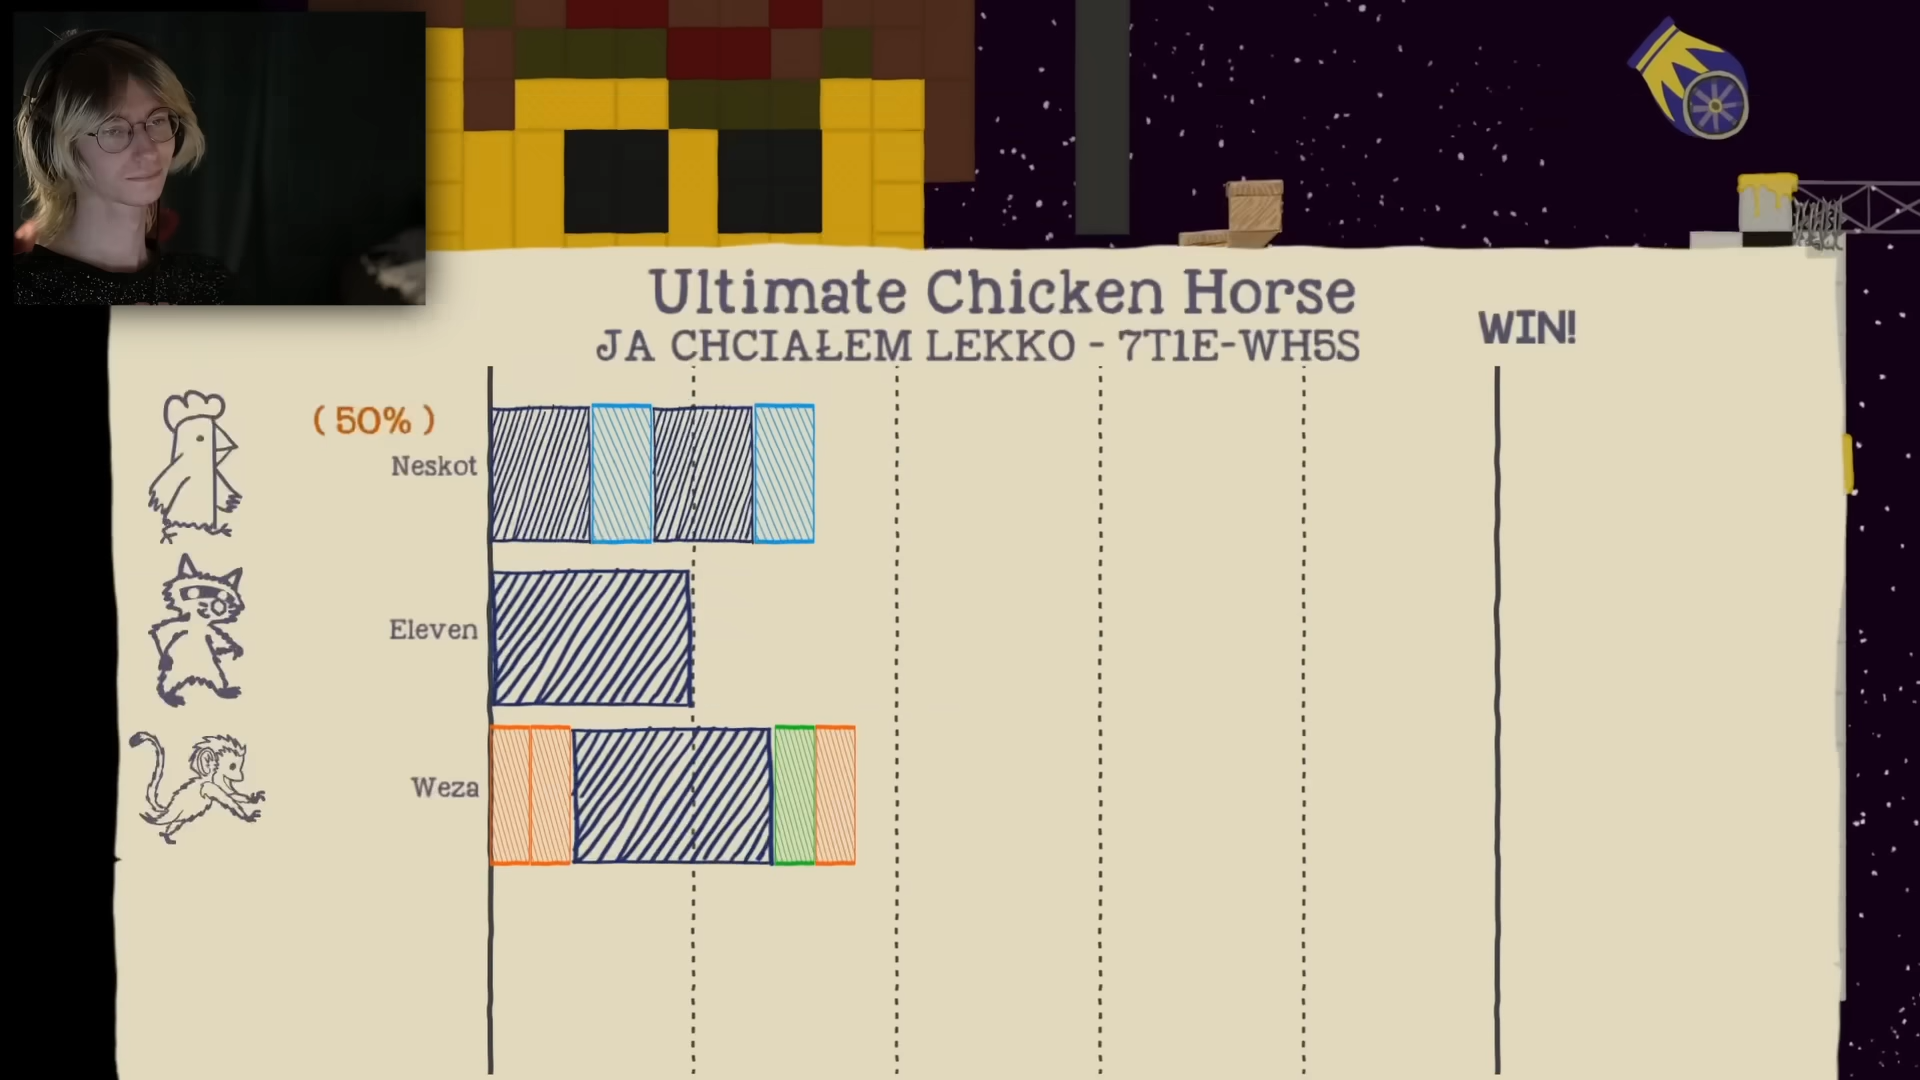 Ultimate Chicken Horse
JA CHCIAŁEM LEKKO - 7T1E-WH5S
WIN!
( 50% )
Neskot
Eleven
Weza